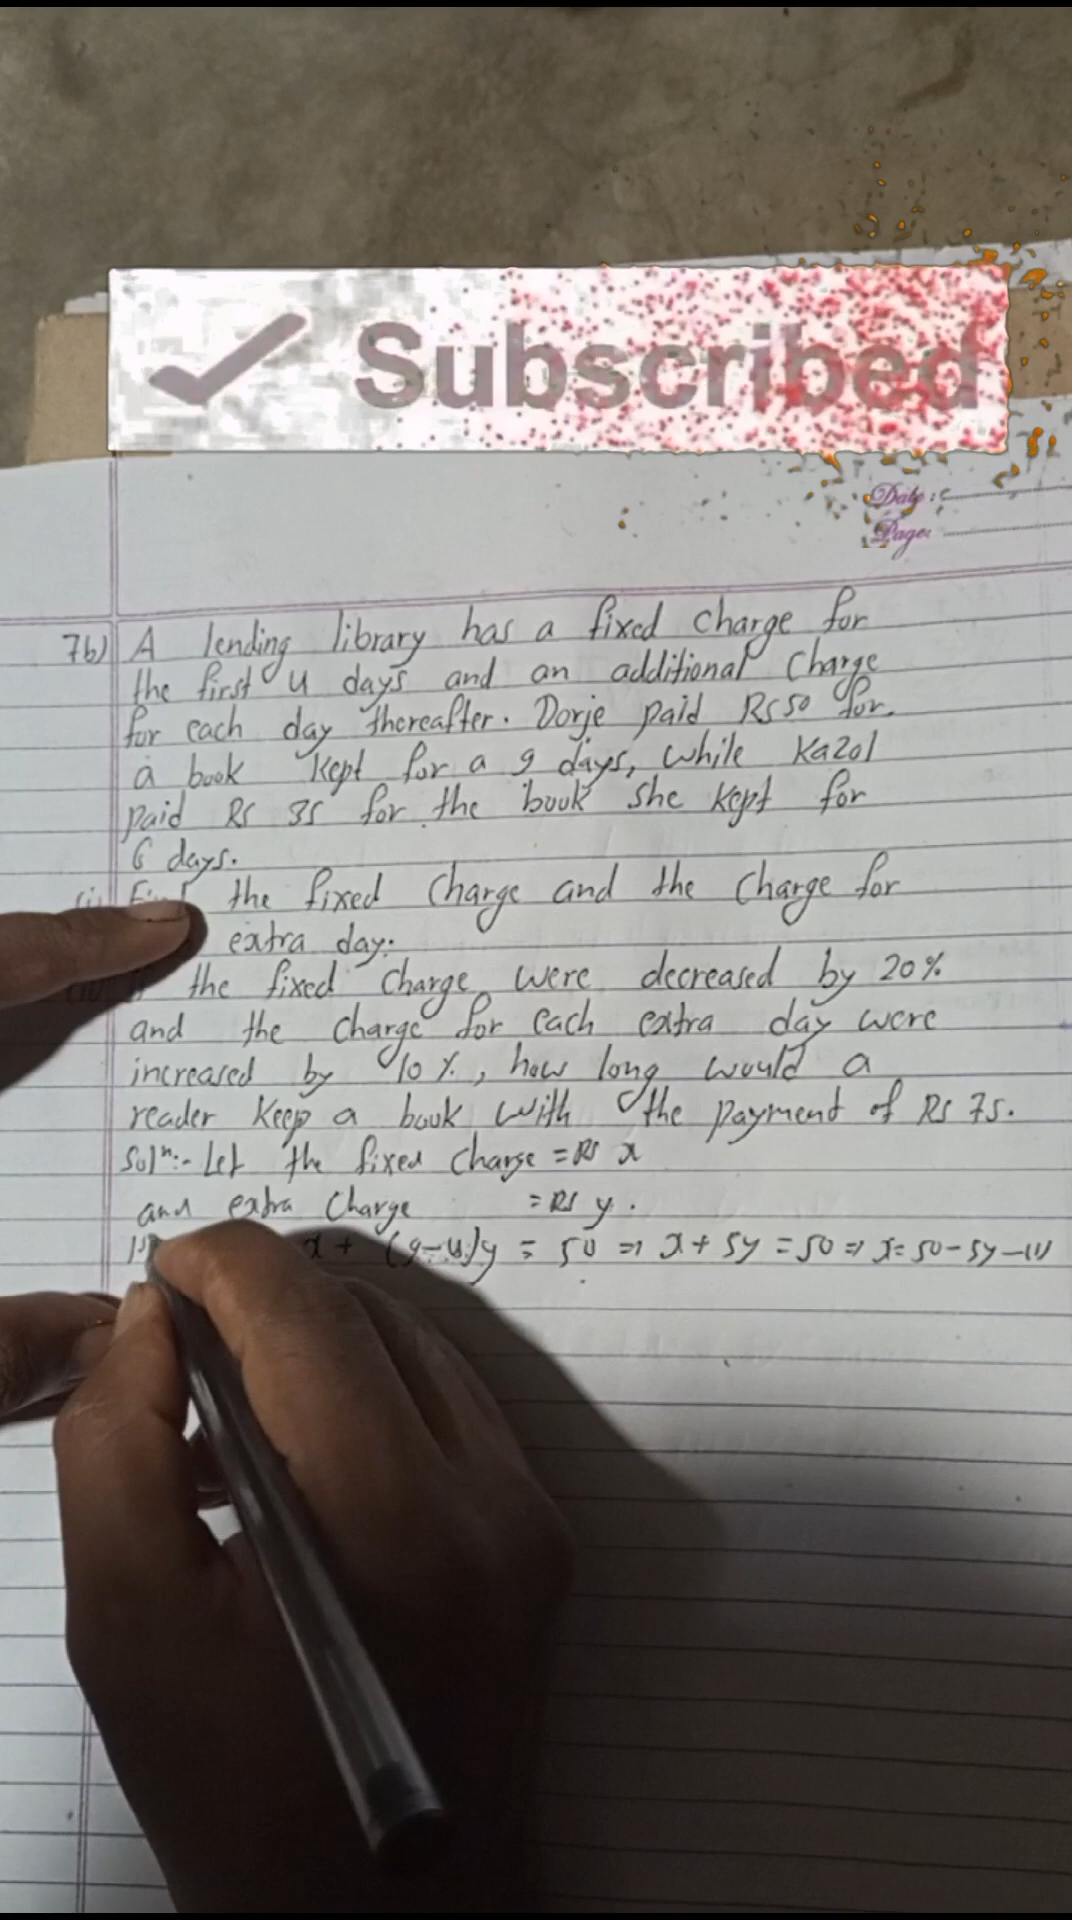 Subscribed
Date:
Page:
7b) A lending library has a fixed charge for
the first 4 days and an additional charge
for each day thereafter. Dorje paid Rs 50 for
a book kept for a 9 days, while Kazol
paid Rs 35 for the book she kept for
6 days.
the fixed charge and the charge for
extra day.
the fixed charge were decreased by 20%
and the charge for each extra day were
increased by 10%, how long would a
reader keep a book with the payment of Rs 75.
Soln:- Let the fixed charge = Rs x
and extra charge = Rs y.
x + (9-4)y = 50 ⇒ x + 5y = 50 ⇒ x = 50 - 5y - (1)